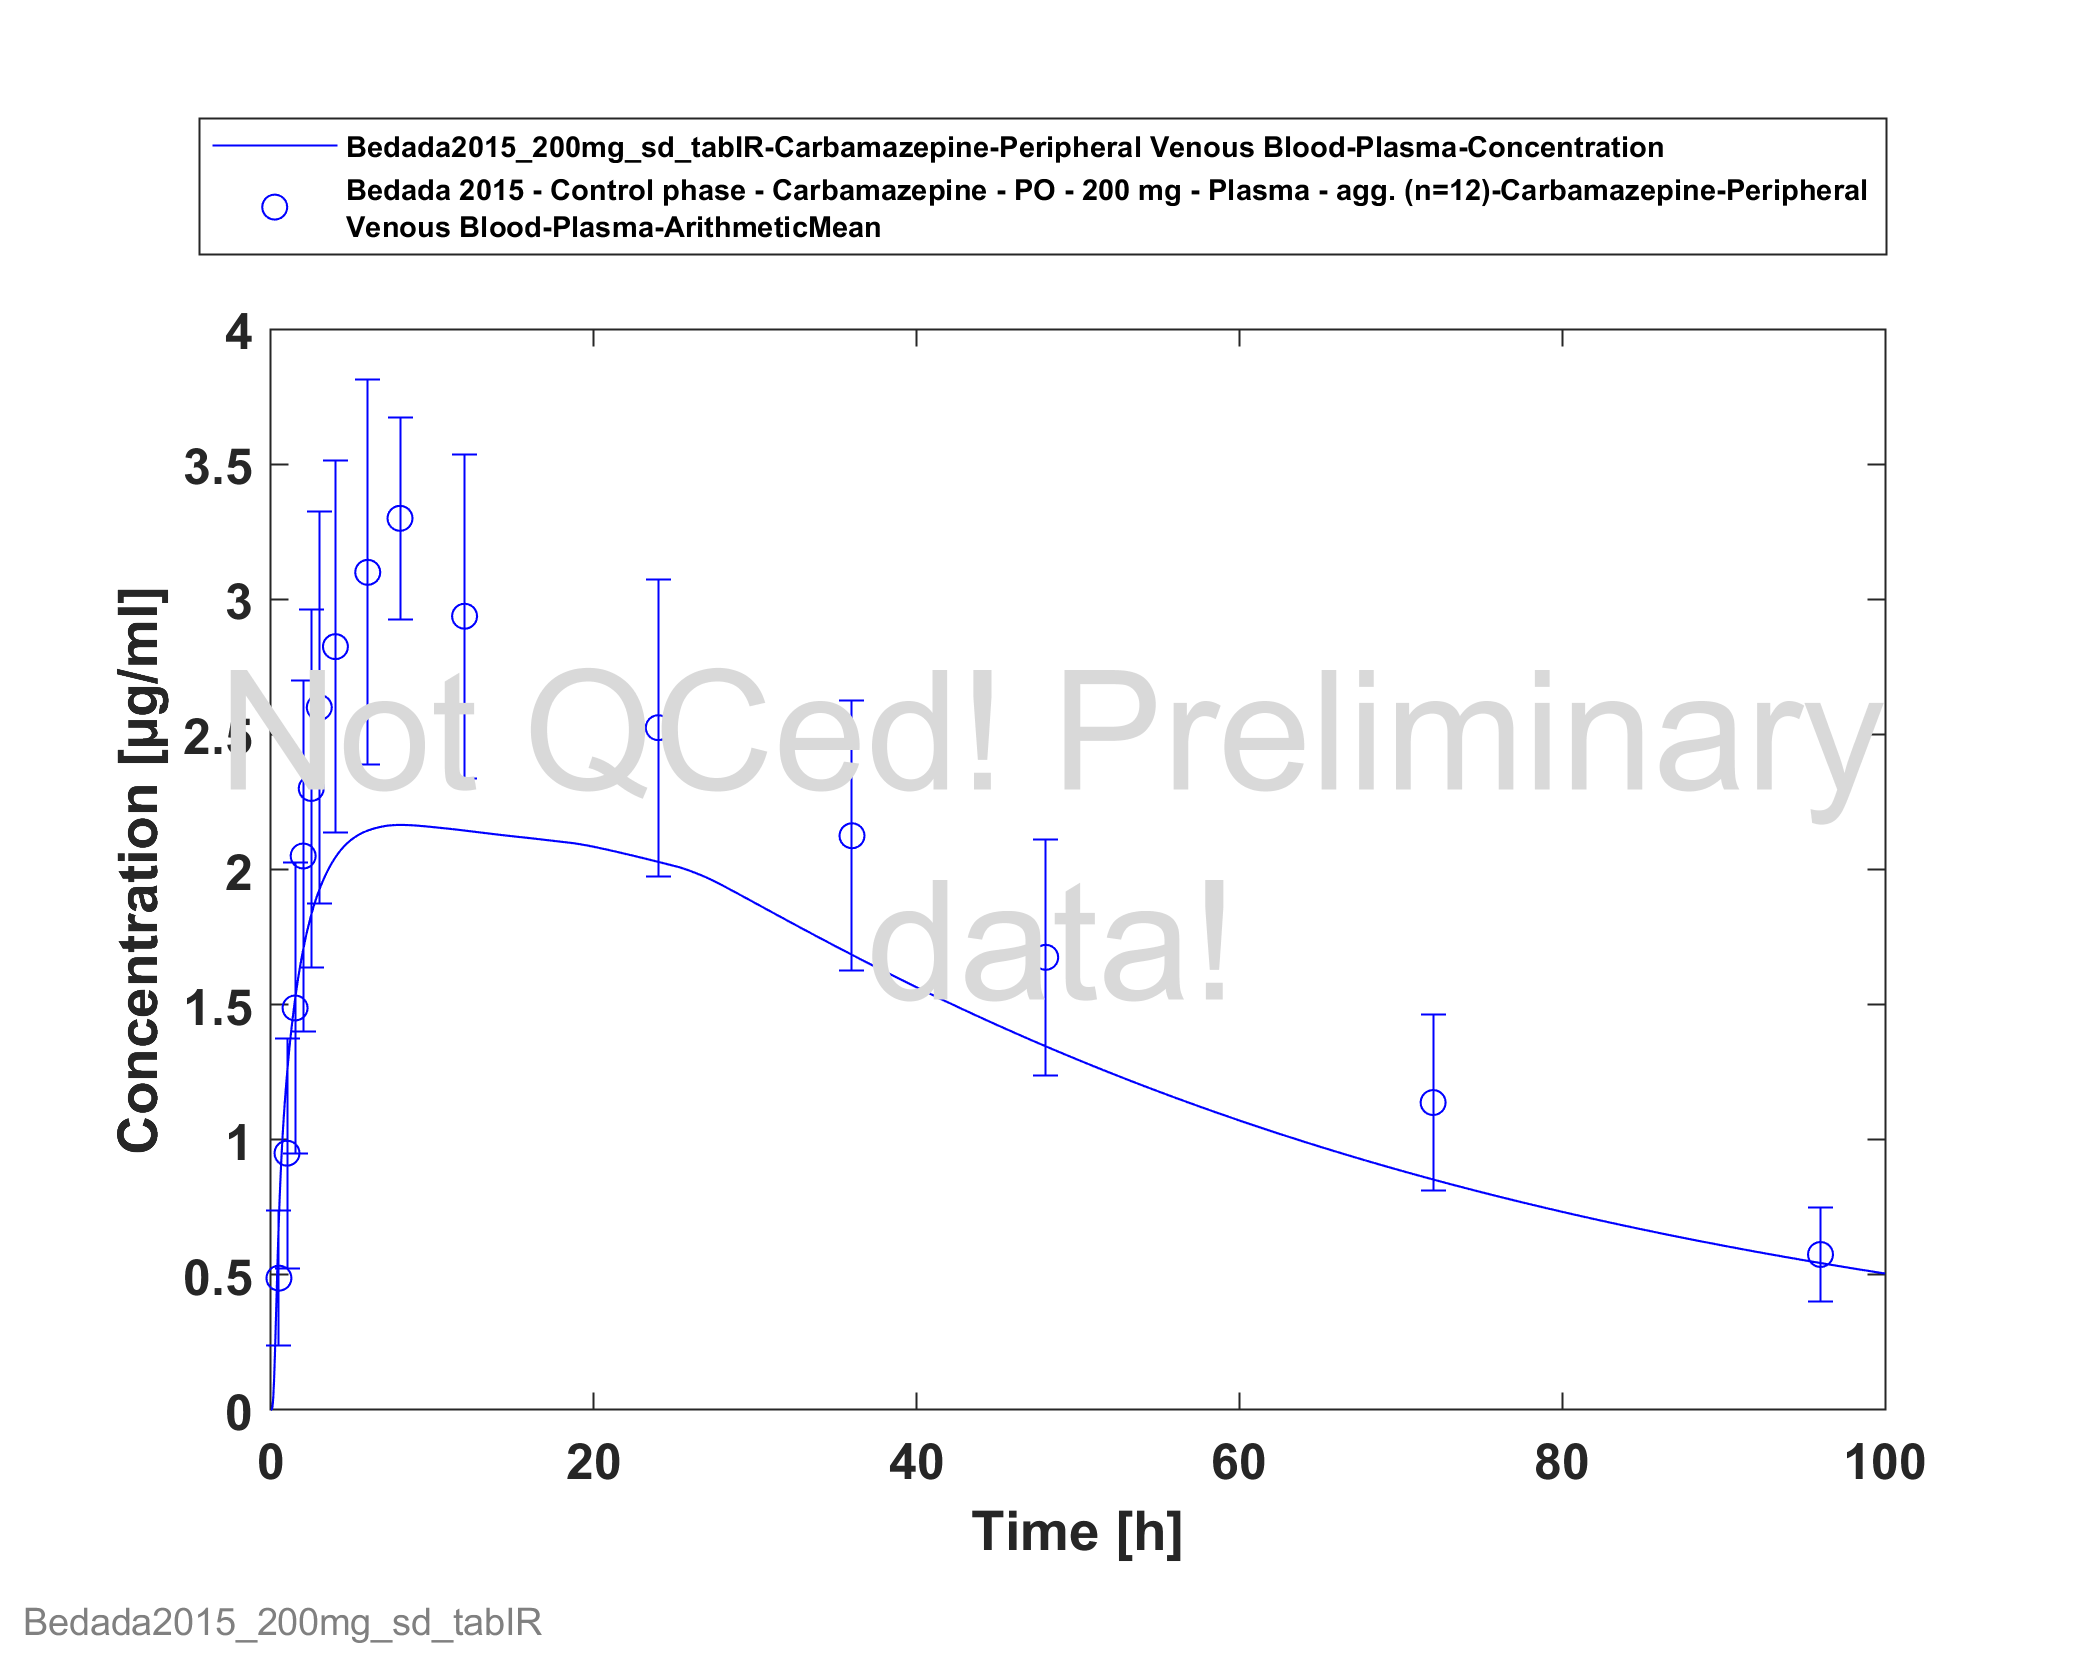 Bedada2015_200mg_sd_tabIR-Carbamazepine-Peripheral Venous Blood-Plasma-Concentration
Bedada 2015 - Control phase - Carbamazepine - PO - 200 mg - Plasma - agg. (n=12)-Carbamazepine-Peripheral
Venous Blood-Plasma-ArithmeticMean
4
3.5
3
2.5
2
1.5
1
0.5
0
Concentration [µg/ml]
Not QCed! Preliminary
data!
0 20 40 60 80 100
Time [h]
Bedada2015_200mg_sd_tabIR